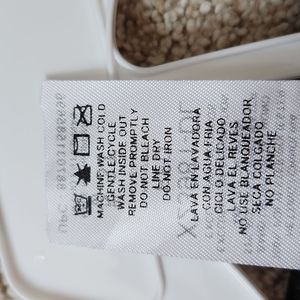 MACHINE WASH COLD
GENTLE CYCLE
WASH INSIDE OUT
REMOVE PROMPTLY
DO NOT BLEACH
LINE DRY
DO NOT IRON
LAVA EN LAVADORA
CON AGUA FRIA
CICLO DELICADO
LAVA EL REVES
NO USE BLANQUEADOR
SECA COLGADO
NO PLANCHE